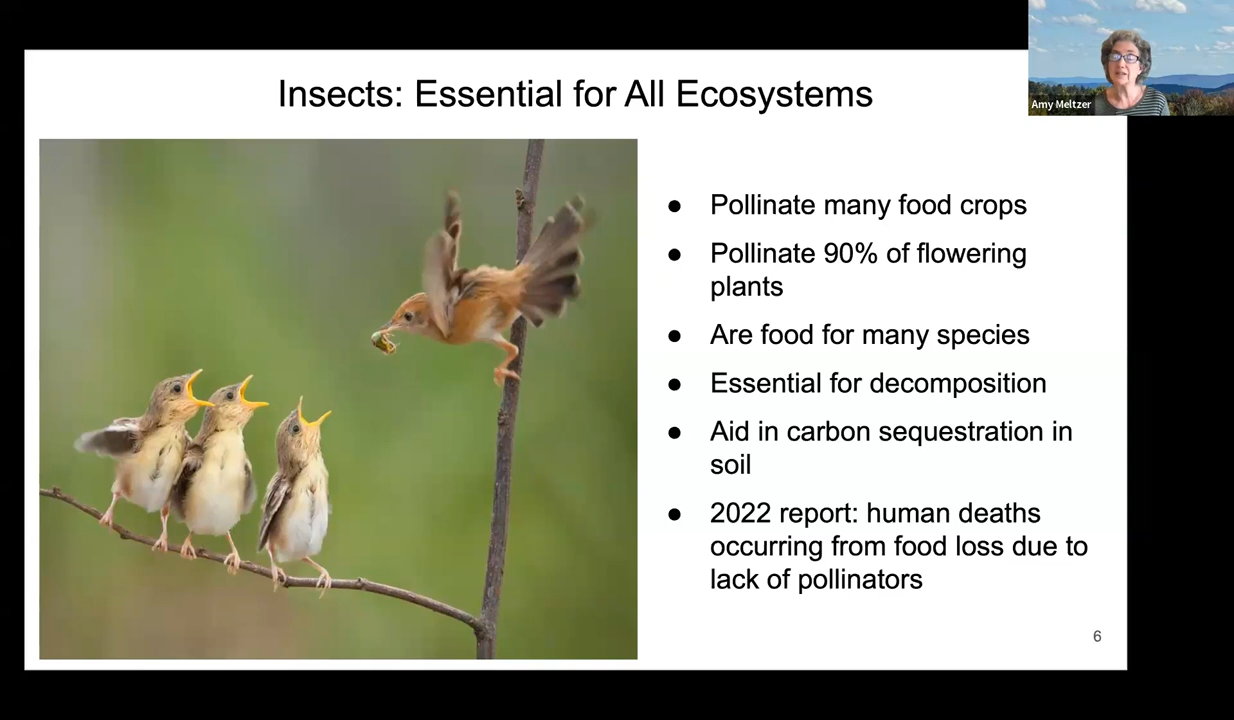 Insects: Essential for All Ecosystems
Amy Meltzer
● Pollinate many food crops
● Pollinate 90% of flowering
plants
● Are food for many species
● Essential for decomposition
● Aid in carbon sequestration in
soil
● 2022 report: human deaths
occurring from food loss due to
lack of pollinators
6